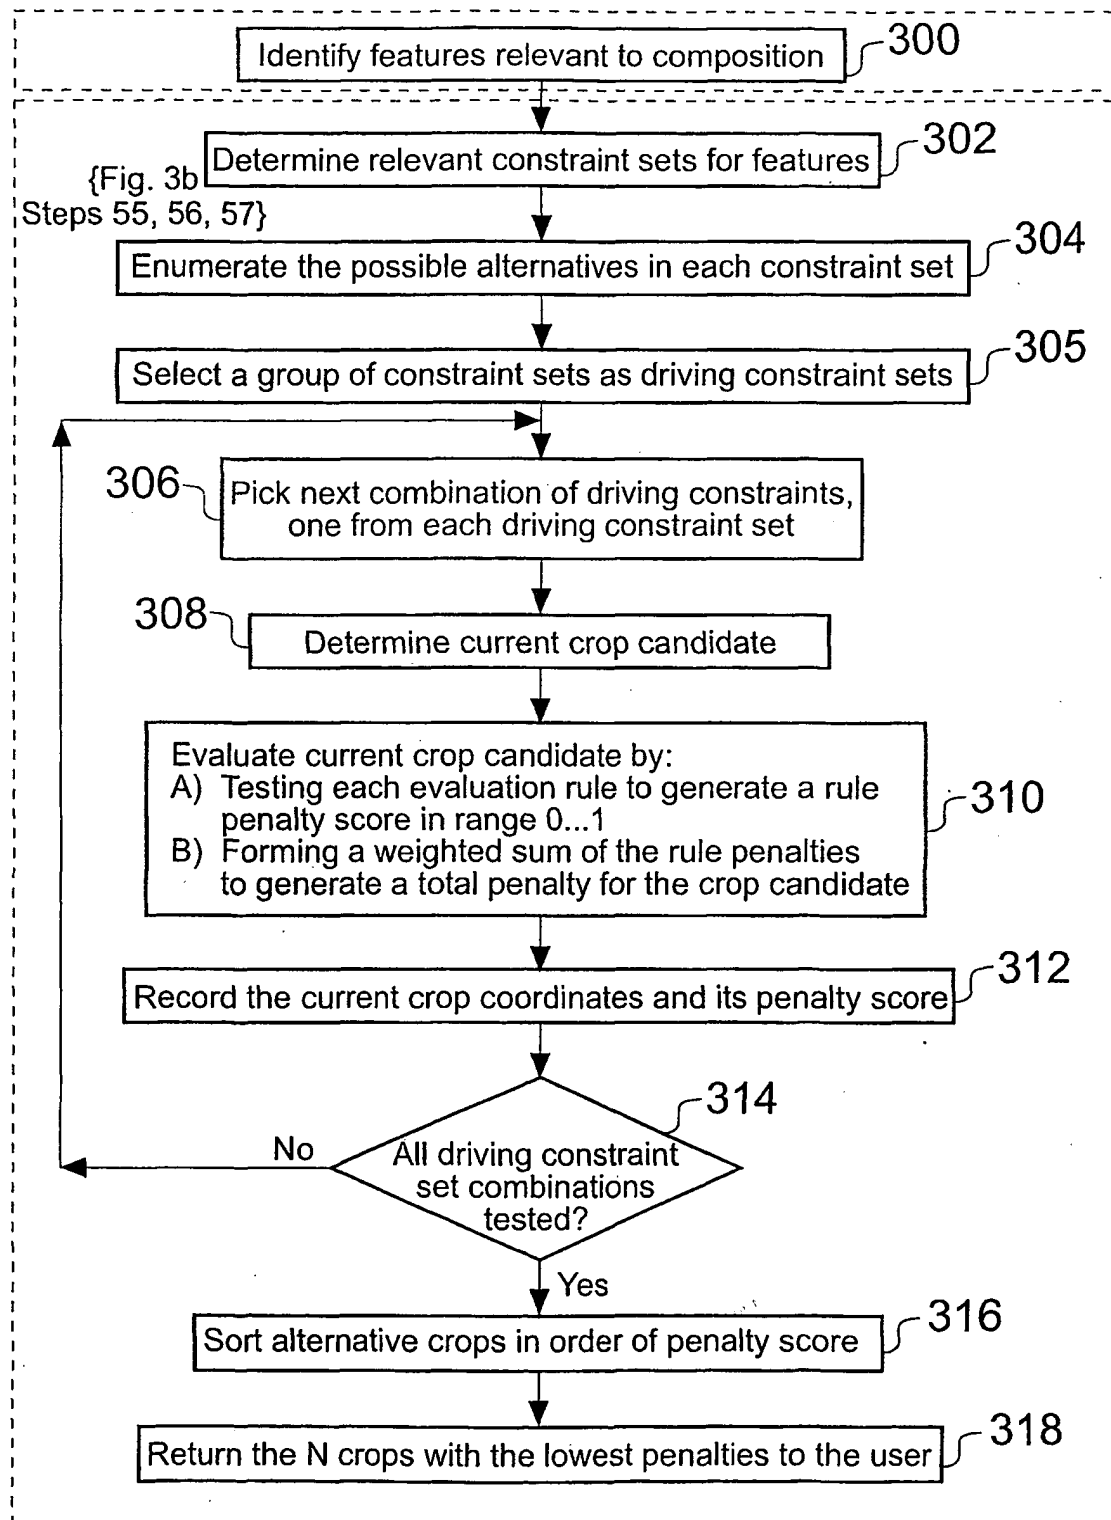 Identify features relevant to composition
300
Determine relevant constraint sets for features
302
{Fig. 3b
Steps 55, 56, 57}
Enumerate the possible alternatives in each constraint set
304
Select a group of constraint sets as driving constraint sets
305
306
Pick next combination of driving constraints,
one from each driving constraint set
308
Determine current crop candidate
Evaluate current crop candidate by:
A) Testing each evaluation rule to generate a rule
penalty score in range 0...1
B) Forming a weighted sum of the rule penalties
to generate a total penalty for the crop candidate
310
Record the current crop coordinates and its penalty score
312
314
No
All driving constraint
set combinations
tested?
Yes
Sort alternative crops in order of penalty score
316
Return the N crops with the lowest penalties to the user
318